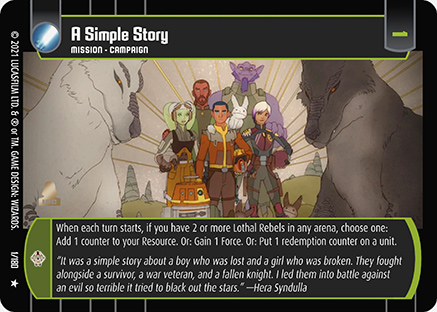 A Simple Story
MISSION - CAMPAIGN
1
When each turn starts, if you have 2 or more Lothal Rebels in any arena, choose one:
Add 1 counter to your Resource. Or: Gain 1 Force. Or: Put 1 redemption counter on a unit.
"It was a simple story about a boy who was lost and a girl who was broken. They fought
alongside a survivor, a war veteran, and a fallen knight. I led them into battle against
an evil so terrible it tried to black out the stars." —Hera Syndulla
© 2021 LUCASFILM LTD. & ® or TM. GAME DESIGN: WIZARDS.
1/180 ★